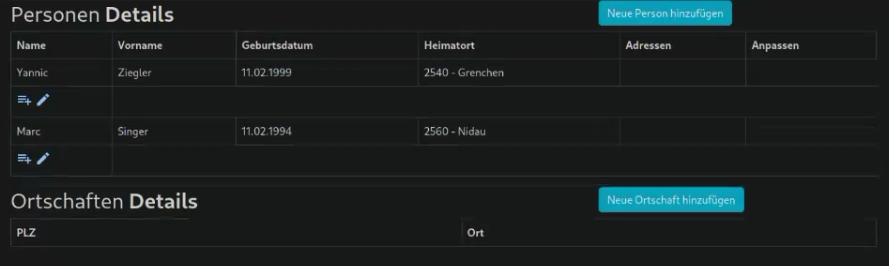 Personen Details
Neue Person hinzufügen
Name Vorname Geburtsdatum Heimatort Adressen Anpassen
Yannic Ziegler 11.02.1999 2540 - Grenchen
Marc Singer 11.02.1994 2560 - Nidau
Ortschaften Details
Neue Ortschaft hinzufügen
PLZ Ort